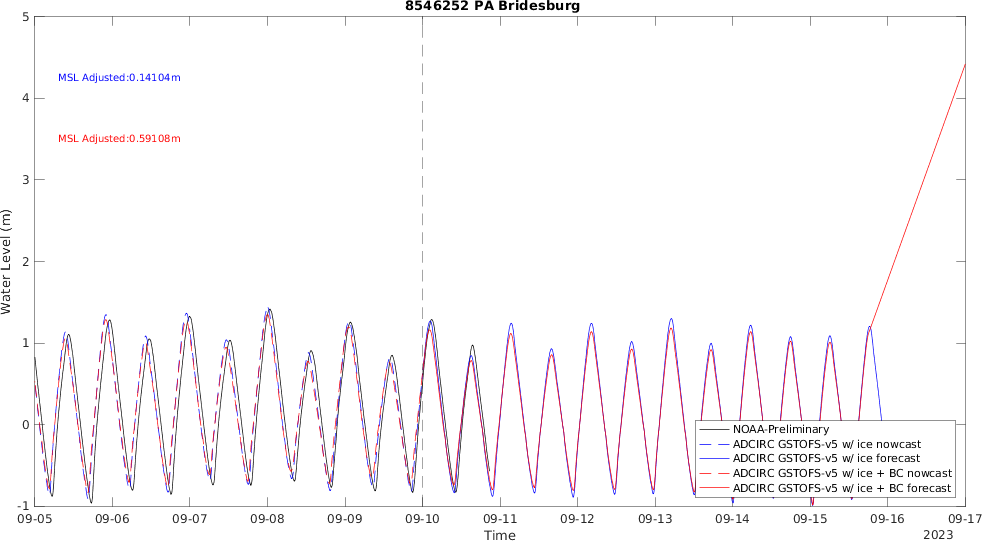 8546252 PA Bridesburg
5
MSL Adjusted:0.14104m
4
MSL Adjusted:0.59108m
3
2
1
0
-1
Water Level (m)
NOAA-Preliminary
ADCIRC GSTOFS-v5 w/ ice nowcast
ADCIRC GSTOFS-v5 w/ ice forecast
ADCIRC GSTOFS-v5 w/ ice + BC nowcast
ADCIRC GSTOFS-v5 w/ ice + BC forecast
09-05 09-06 09-07 09-08 09-09 09-10 09-11 09-12 09-13 09-14 09-15 09-16 09-17
Time
2023